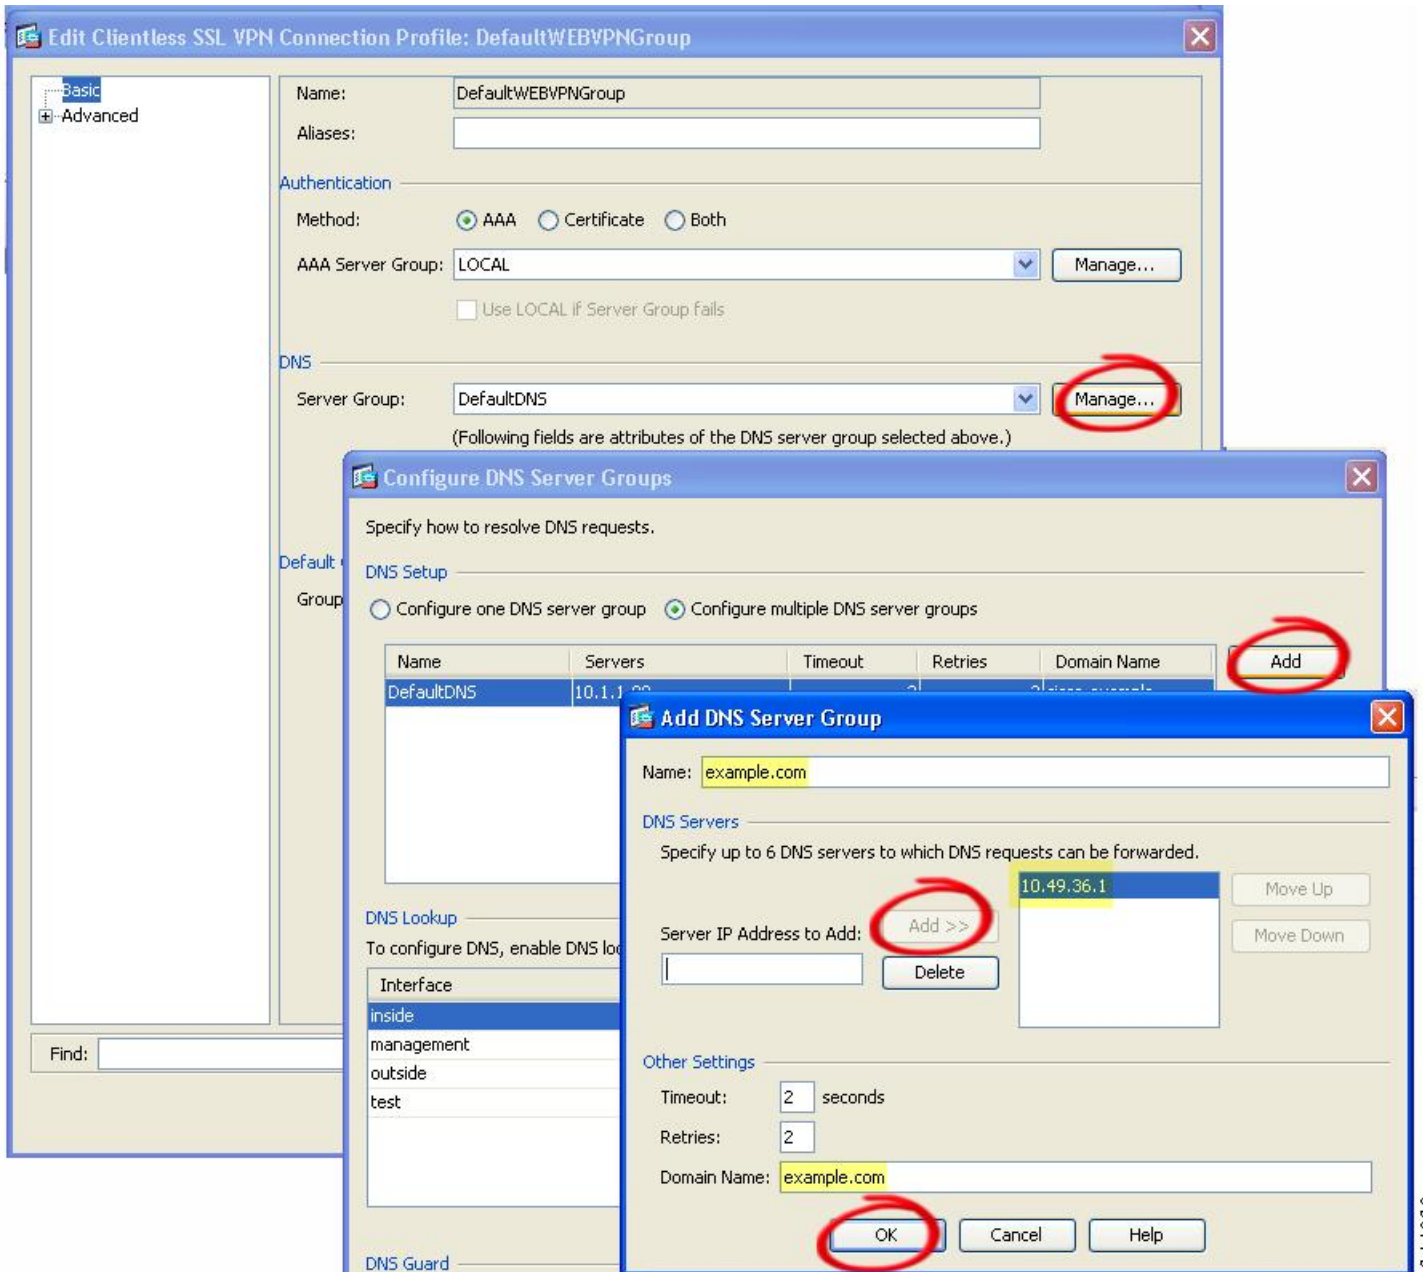 Edit Clientless SSL VPN Connection Profile: DefaultWEBVPNGroup
Basic
Advanced
Name: DefaultWEBVPNGroup
Aliases:
Authentication
Method: AAA Certificate Both
AAA Server Group: LOCAL Manage...
Use LOCAL if Server Group fails
DNS
Server Group: DefaultDNS Manage...
(Following fields are attributes of the DNS server group selected above.)
Default
Group
Find:
Configure DNS Server Groups
Specify how to resolve DNS requests.
DNS Setup
Configure one DNS server group Configure multiple DNS server groups
Name Servers Timeout Retries Domain Name Add
DefaultDNS
DNS Lookup
To configure DNS, enable DNS
Interface
inside
management
outside
test
DNS Guard
Add DNS Server Group
Name: example.com
DNS Servers
Specify up to 6 DNS servers to which DNS requests can be forwarded.
10.49.36.1 Move Up
Server IP Address to Add: Add >> Move Down
Delete
Other Settings
Timeout: 2 seconds
Retries: 2
Domain Name: example.com
OK Cancel Help